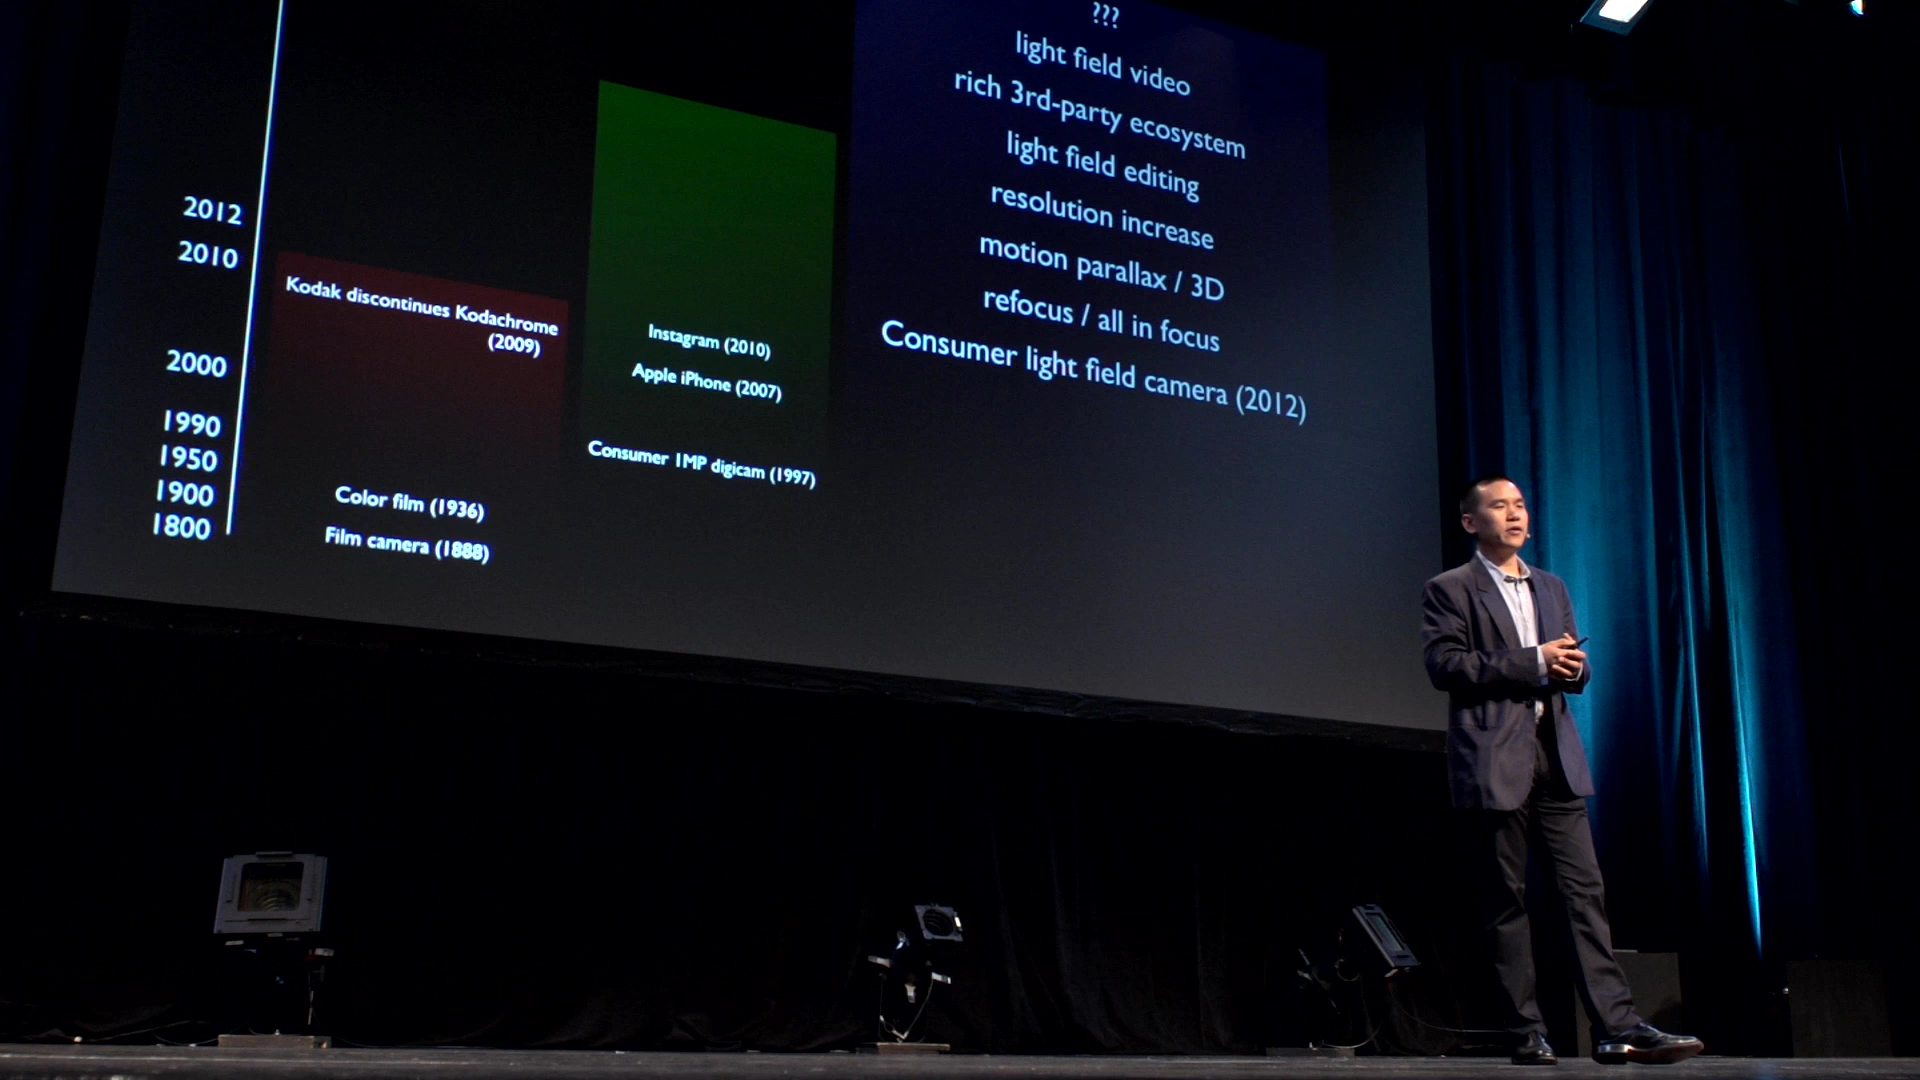 2012
2010
2000
1990
1950
1900
1800
Kodak discontinues Kodachrome
(2009)
Color film (1936)
Film camera (1888)
Instagram (2010)
Apple iPhone (2007)
Consumer 1MP digicam (1997)
???
light field video
rich 3rd-party ecosystem
light field editing
resolution increase
motion parallax / 3D
refocus / all in focus
Consumer light field camera (2012)